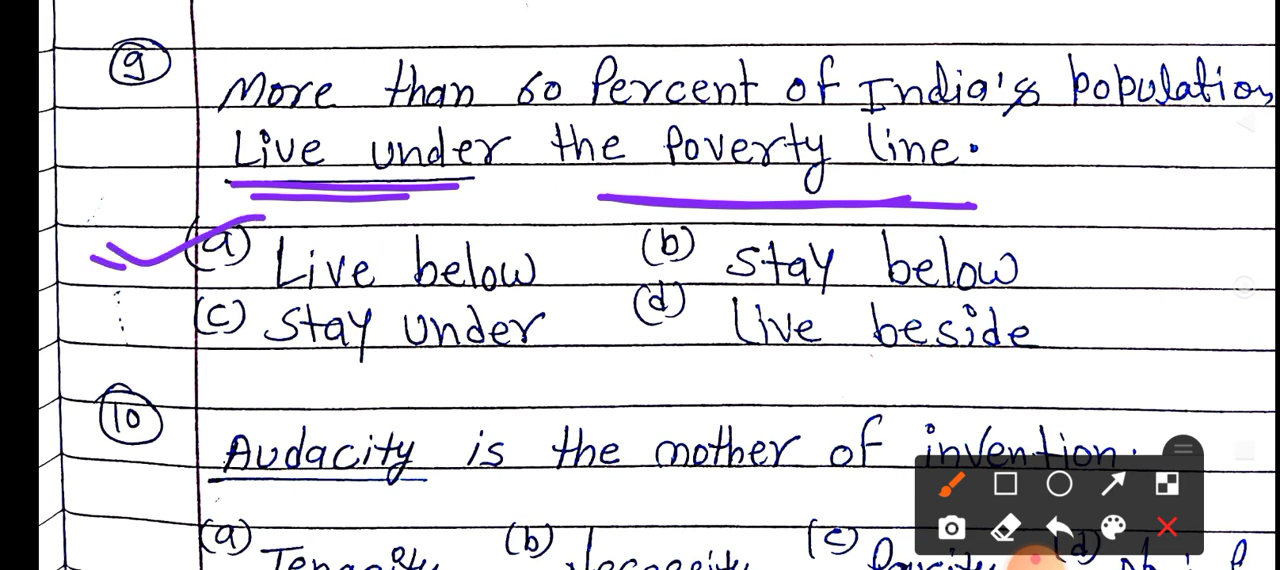 9
More than 60 Percent of India's population
Live under the Poverty line.
(a) Live below (b) Stay below
(c) Stay under (d) Live beside
10
Audacity is the mother of invention.
(a) (b) (c) (d)